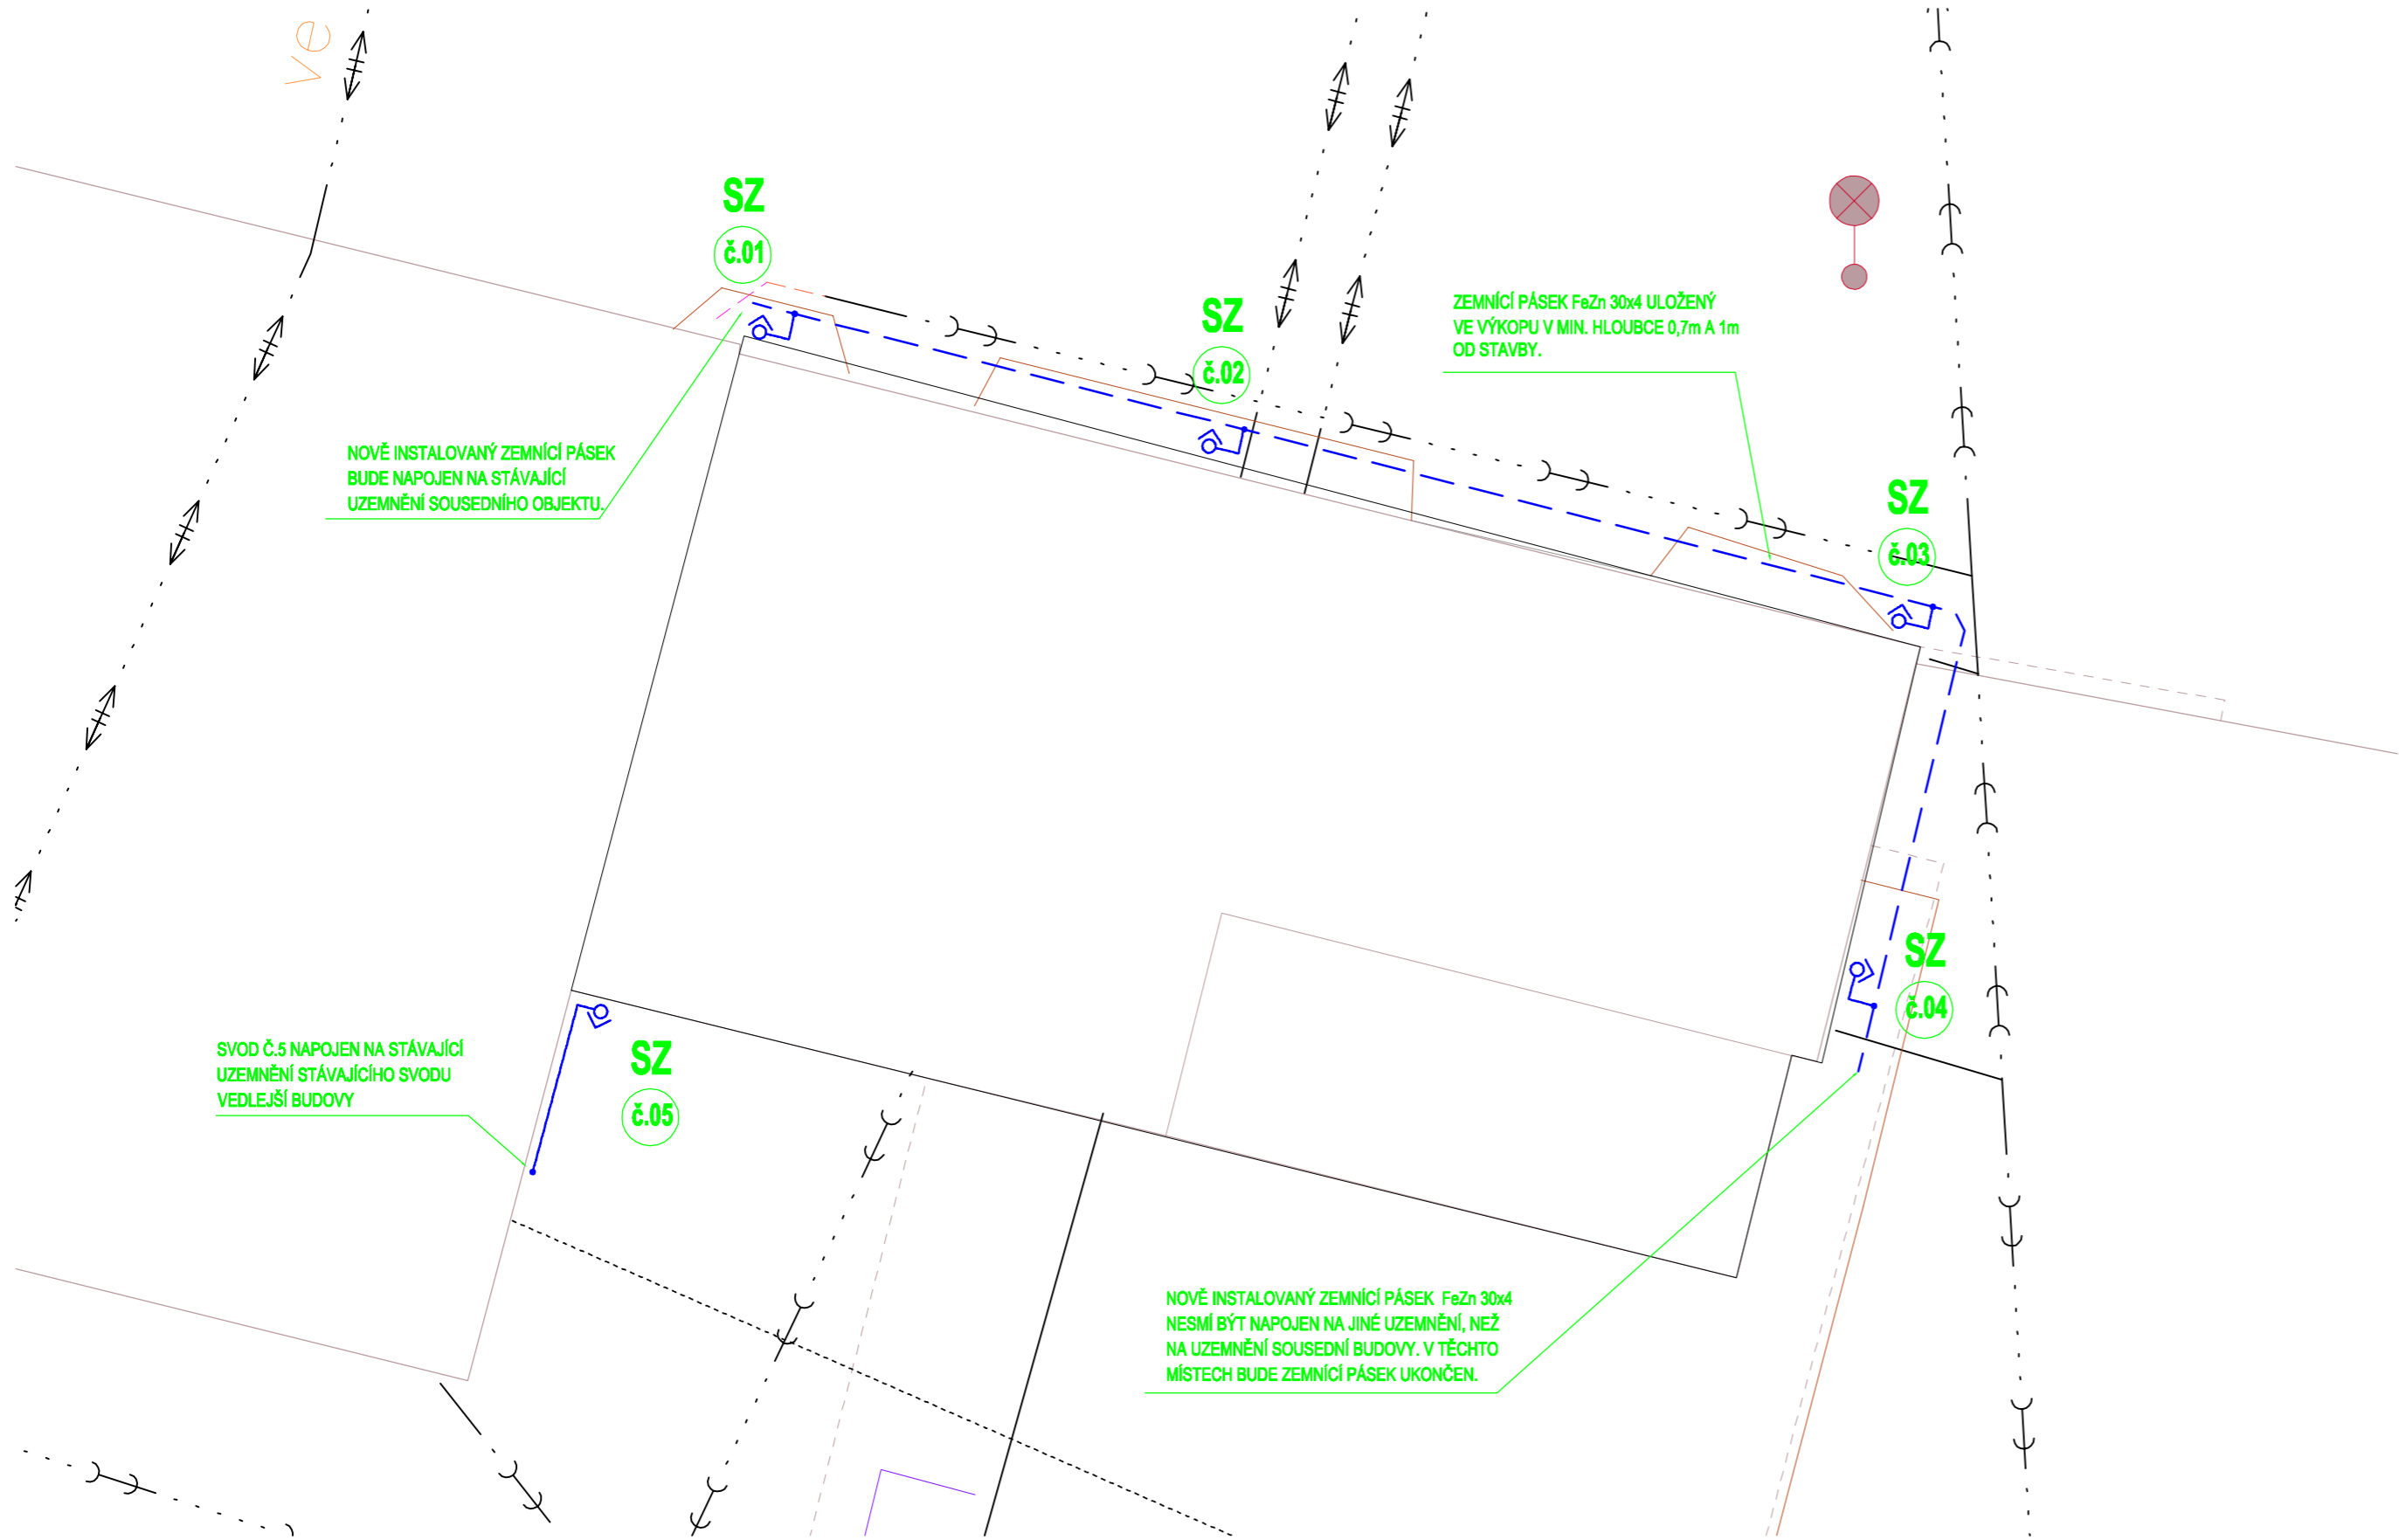 ve
SZ
č.01
SZ
č.02
ZEMNÍCÍ PÁSEK FeZn 30x4 ULOŽENÝ
VE VÝKOPU V MIN. HLOUBCE 0,7m A 1m
OD STAVBY.
NOVĚ INSTALOVANÝ ZEMNÍCÍ PÁSEK
BUDE NAPOJEN NA STÁVAJÍCÍ
UZEMNĚNÍ SOUSEDNÍHO OBJEKTU.
SZ
č.03
SZ
č.04
SVOD Č.5 NAPOJEN NA STÁVAJÍCÍ
UZEMNĚNÍ STÁVAJÍCÍHO SVODU
VEDLEJŠÍ BUDOVY
SZ
č.05
NOVĚ INSTALOVANÝ ZEMNÍCÍ PÁSEK FeZn 30x4
NESMÍ BÝT NAPOJEN NA JINÉ UZEMNĚNÍ, NEŽ
NA UZEMNĚNÍ SOUSEDNÍ BUDOVY. V TĚCHTO
MÍSTECH BUDE ZEMNÍCÍ PÁSEK UKONČEN.